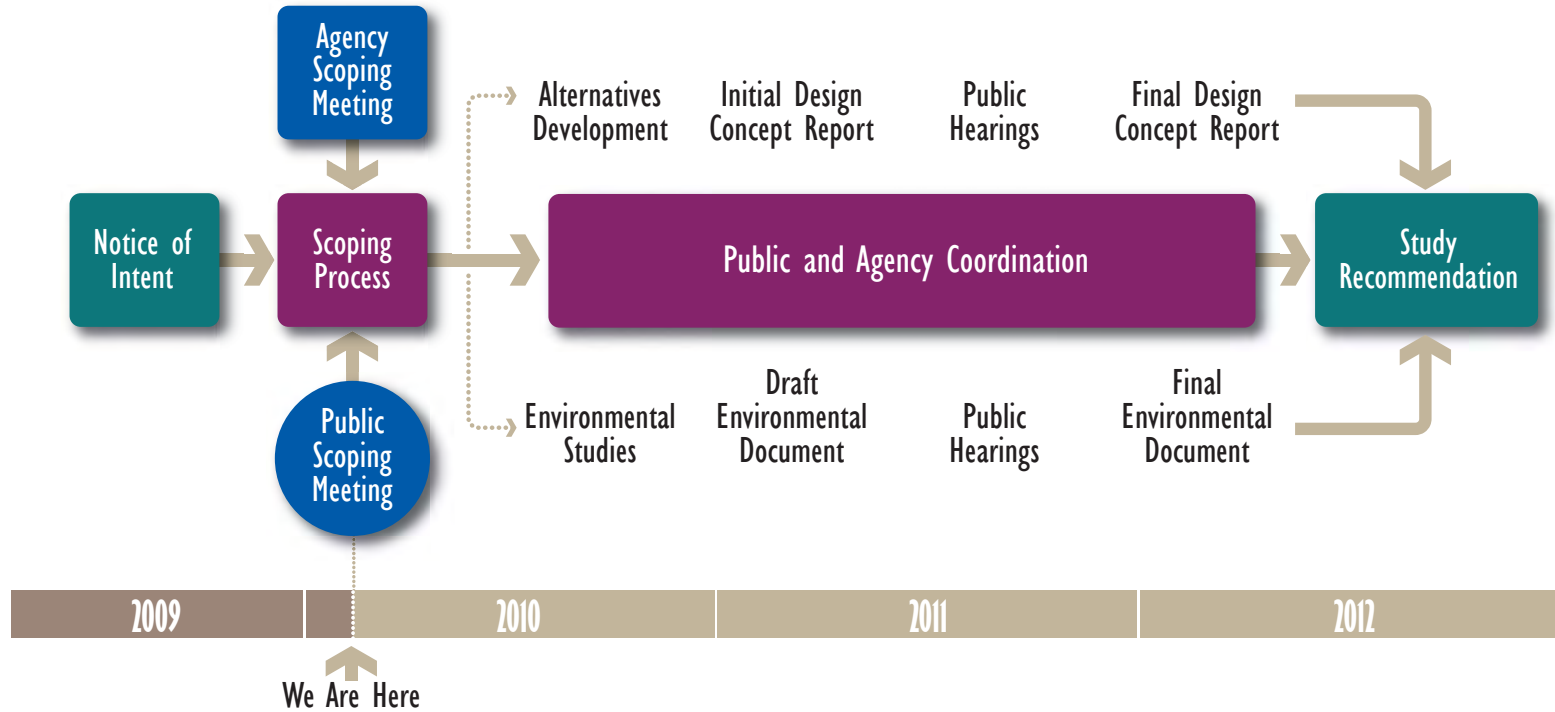 Agency
Scoping
Meeting
Alternatives
Development
Initial Design
Concept Report
Public
Hearings
Final Design
Concept Report
Notice of
Intent
Scoping
Process
Public and Agency Coordination
Study
Recommendation
Public
Scoping
Meeting
Environmental
Studies
Draft
Environmental
Document
Public
Hearings
Final
Environmental
Document
2009
2010
2011
2012
We Are Here